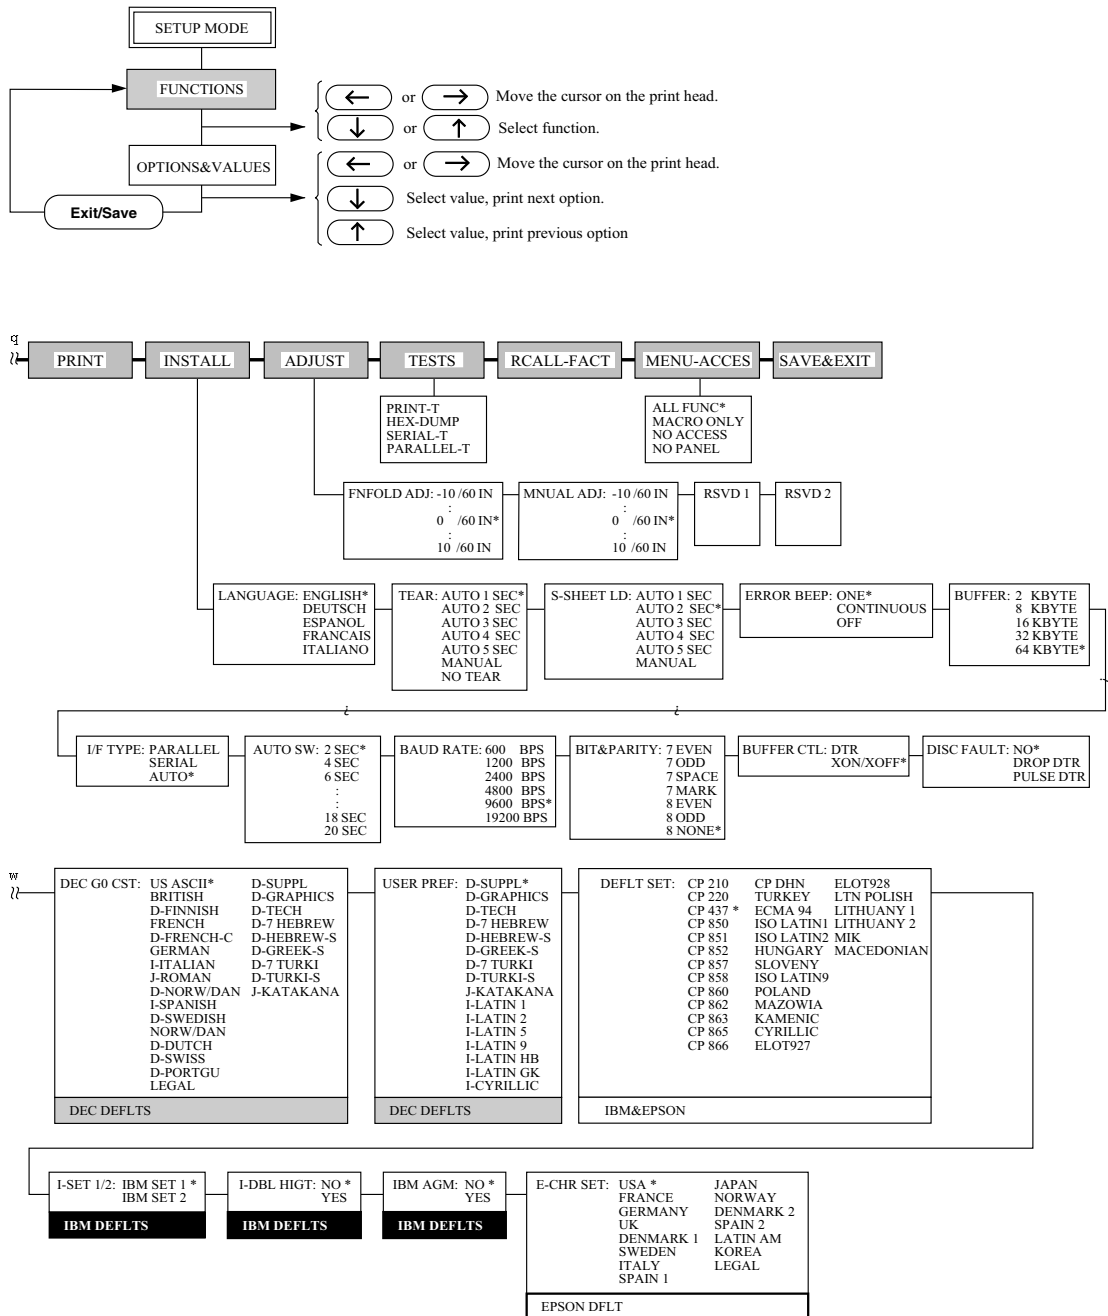 SETUP MODE
FUNCTIONS
← or → Move the cursor on the print head.
↓ or ↑ Select function.
OPTIONS&VALUES
← or → Move the cursor on the print head.
↓ Select value, print next option.
Exit/Save
↑ Select value, print previous option
q
PRINT INSTALL ADJUST TESTS RCALL-FACT MENU-ACCES SAVE&EXIT
PRINT-T
HEX-DUMP
SERIAL-T
PARALLEL-T
ALL FUNC*
MACRO ONLY
NO ACCESS
NO PANEL
FNFOLD ADJ: -10 /60 IN
:
0 /60 IN*
:
10 /60 IN
MNUAL ADJ: -10 /60 IN
:
0 /60 IN*
:
10 /60 IN
RSVD 1
RSVD 2
LANGUAGE: ENGLISH*
DEUTSCH
ESPANOL
FRANCAIS
ITALIANO
TEAR: AUTO 1 SEC*
AUTO 2 SEC
AUTO 3 SEC
AUTO 4 SEC
AUTO 5 SEC
MANUAL
NO TEAR
S-SHEET LD: AUTO 1 SEC
AUTO 2 SEC*
AUTO 3 SEC
AUTO 4 SEC
AUTO 5 SEC
MANUAL
ERROR BEEP: ONE*
CONTINUOUS
OFF
BUFFER: 2 KBYTE
8 KBYTE
16 KBYTE
32 KBYTE
64 KBYTE*
¿ ¿
I/F TYPE: PARALLEL
SERIAL
AUTO*
AUTO SW: 2 SEC*
4 SEC
6 SEC
:
:
18 SEC
20 SEC
BAUD RATE: 600 BPS
1200 BPS
2400 BPS
4800 BPS
9600 BPS*
19200 BPS
BIT&PARITY: 7 EVEN
7 ODD
7 SPACE
7 MARK
8 EVEN
8 ODD
8 NONE*
BUFFER CTL: DTR
XON/XOFF*
DISC FAULT: NO*
DROP DTR
PULSE DTR
w
DEC G0 CST: US ASCII* D-SUPPL
BRITISH D-GRAPHICS
D-FINNISH D-TECH
FRENCH D-7 HEBREW
D-FRENCH-C D-HEBREW-S
GERMAN D-GREEK-S
I-ITALIAN D-7 TURKI
J-ROMAN D-TURKI-S
D-NORW/DAN J-KATAKANA
I-SPANISH
D-SWEDISH
NORW/DAN
D-DUTCH
D-SWISS
D-PORTGU
LEGAL
DEC DEFLTS
USER PREF: D-SUPPL*
D-GRAPHICS
D-TECH
D-7 HEBREW
D-HEBREW-S
D-GREEK-S
D-7 TURKI
D-TURKI-S
J-KATAKANA
I-LATIN 1
I-LATIN 2
I-LATIN 5
I-LATIN 9
I-LATIN HB
I-LATIN GK
I-CYRILLIC
DEC DEFLTS
DEFLT SET: CP 210 CP DHN ELOT928
CP 220 TURKEY LTN POLISH
CP 437 * ECMA 94 LITHUANY 1
CP 850 ISO LATIN1 LITHUANY 2
CP 851 ISO LATIN2 MIK
CP 852 HUNGARY MACEDONIAN
CP 857 SLOVENY
CP 858 ISO LATIN9
CP 860 POLAND
CP 862 MAZOWIA
CP 863 KAMENIC
CP 865 CYRILLIC
CP 866 ELOT927
IBM&EPSON
I-SET 1/2: IBM SET 1 *
IBM SET 2
IBM DEFLTS
I-DBL HIGT: NO *
YES
IBM DEFLTS
IBM AGM: NO *
YES
IBM DEFLTS
E-CHR SET: USA * JAPAN
FRANCE NORWAY
GERMANY DENMARK 2
UK SPAIN 2
DENMARK 1 LATIN AM
SWEDEN KOREA
ITALY LEGAL
SPAIN 1
EPSON DFLT